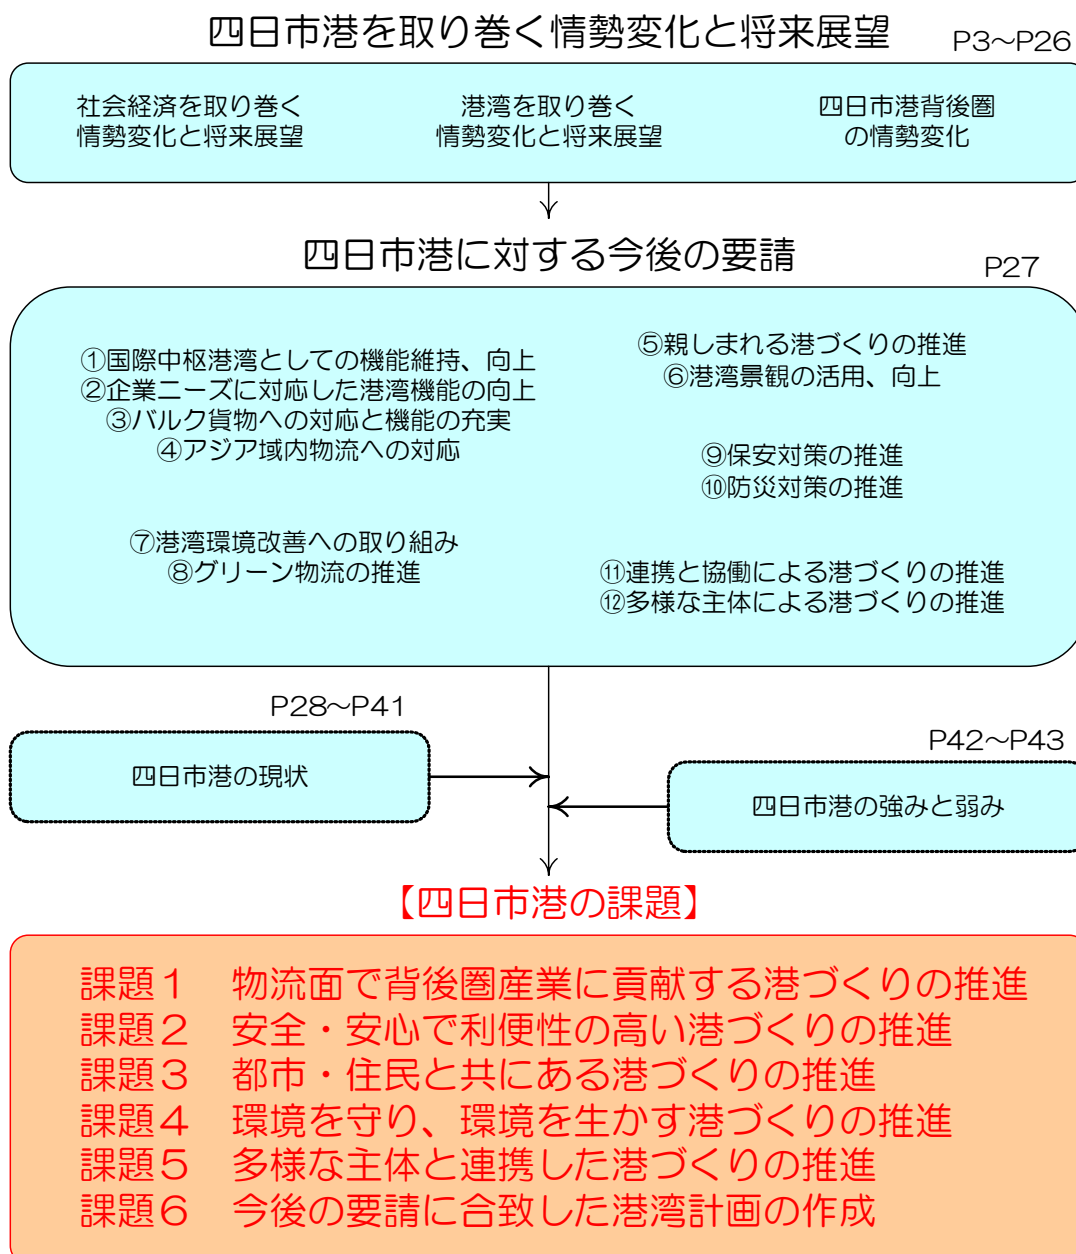 四日市港を取り巻く情勢変化と将来展望
P3～P26
社会経済を取り巻く
情勢変化と将来展望
港湾を取り巻く
情勢変化と将来展望
四日市港背後圏
の情勢変化
四日市港に対する今後の要請
P27
①国際中枢港湾としての機能維持、向上
②企業ニーズに対応した港湾機能の向上
③バルク貨物への対応と機能の充実
④アジア域内物流への対応
⑤親しまれる港づくりの推進
⑥港湾景観の活用、向上
⑨保安対策の推進
⑩防災対策の推進
⑦港湾環境改善への取り組み
⑧グリーン物流の推進
⑪連携と協働による港づくりの推進
⑫多様な主体による港づくりの推進
P28～P41
四日市港の現状
P42～P43
四日市港の強みと弱み
【四日市港の課題】
課題１　物流面で背後圏産業に貢献する港づくりの推進
課題２　安全・安心で利便性の高い港づくりの推進
課題３　都市・住民と共にある港づくりの推進
課題４　環境を守り、環境を生かす港づくりの推進
課題５　多様な主体と連携した港づくりの推進
課題６　今後の要請に合致した港湾計画の作成